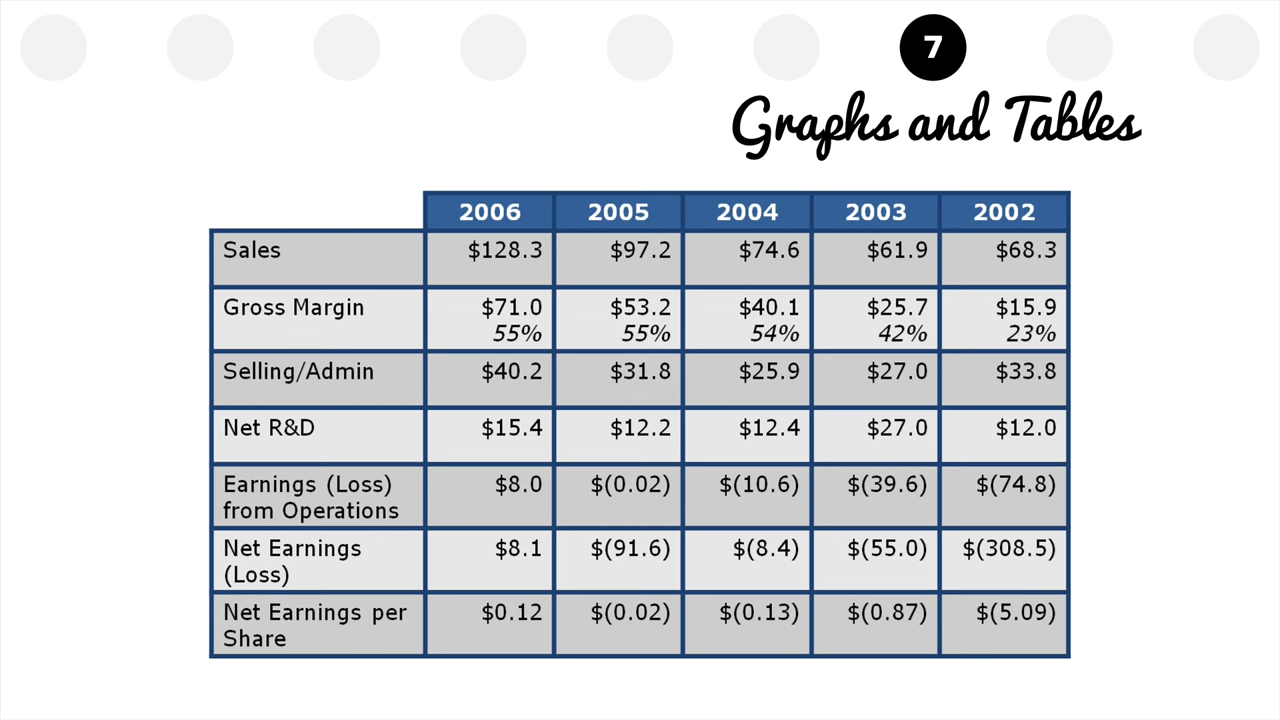 7
Graphs and Tables
2006 2005 2004 2003 2002
Sales $128.3 $97.2 $74.6 $61.9 $68.3
Gross Margin $71.0 $53.2 $40.1 $25.7 $15.9
55% 55% 54% 42% 23%
Selling/Admin $40.2 $31.8 $25.9 $27.0 $33.8
Net R&D $15.4 $12.2 $12.4 $27.0 $12.0
Earnings (Loss) $8.0 $(0.02) $(10.6) $(39.6) $(74.8)
from Operations
Net Earnings $8.1 $(91.6) $(8.4) $(55.0) $(308.5)
(Loss)
Net Earnings per $0.12 $(0.02) $(0.13) $(0.87) $(5.09)
Share